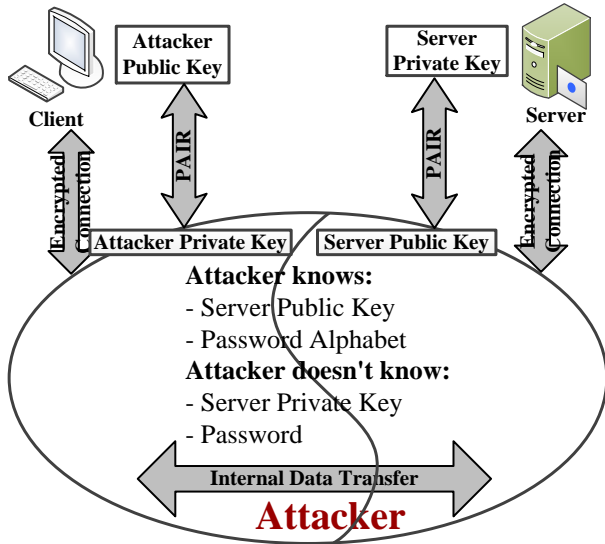 Attacker
Public Key
Server
Private Key
Client
Server
PAIR
PAIR
Encrypted
Connection
Encrypted
Connection
Attacker Private Key
Server Public Key
Attacker knows:
- Server Public Key
- Password Alphabet
Attacker doesn't know:
- Server Private Key
- Password
Internal Data Transfer
Attacker